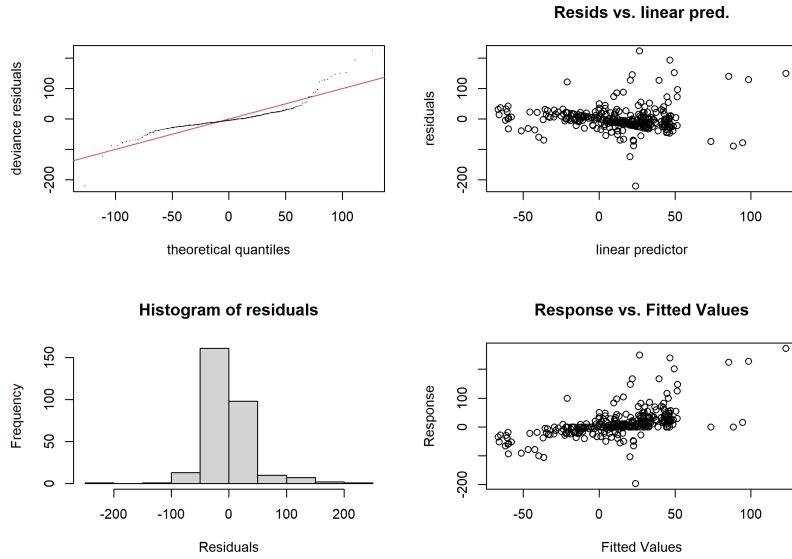 deviance residuals
-200 0 100
-100 -50 0 50 100
theoretical quantiles
Resids vs. linear pred.
residuals
-200 0 100
-50 0 50 100
linear predictor
Histogram of residuals
Frequency
0 50 100 150
-200 -100 0 100 200
Residuals
Response vs. Fitted Values
Response
-200 0 100
-50 0 50 100
Fitted Values